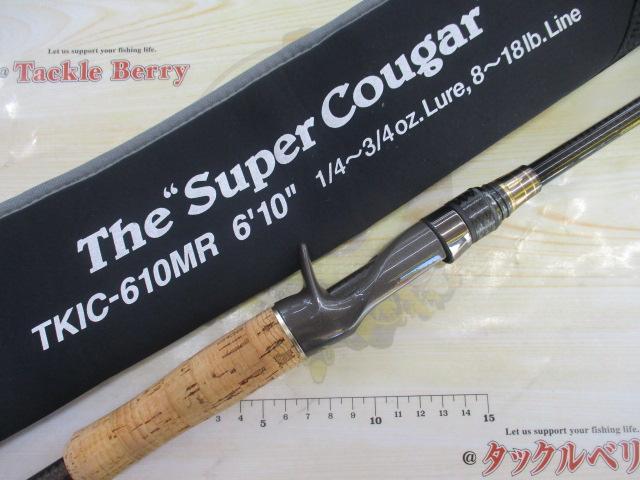 Let us support your fishing life.
@ Tackle Berry
The "Super Cougar
TKIC-610MR 6'10" 1/4~3/4oz. Lure, 8~18lb. Line
5 10 15
Let us support your fishing life.
@ タックルベリ